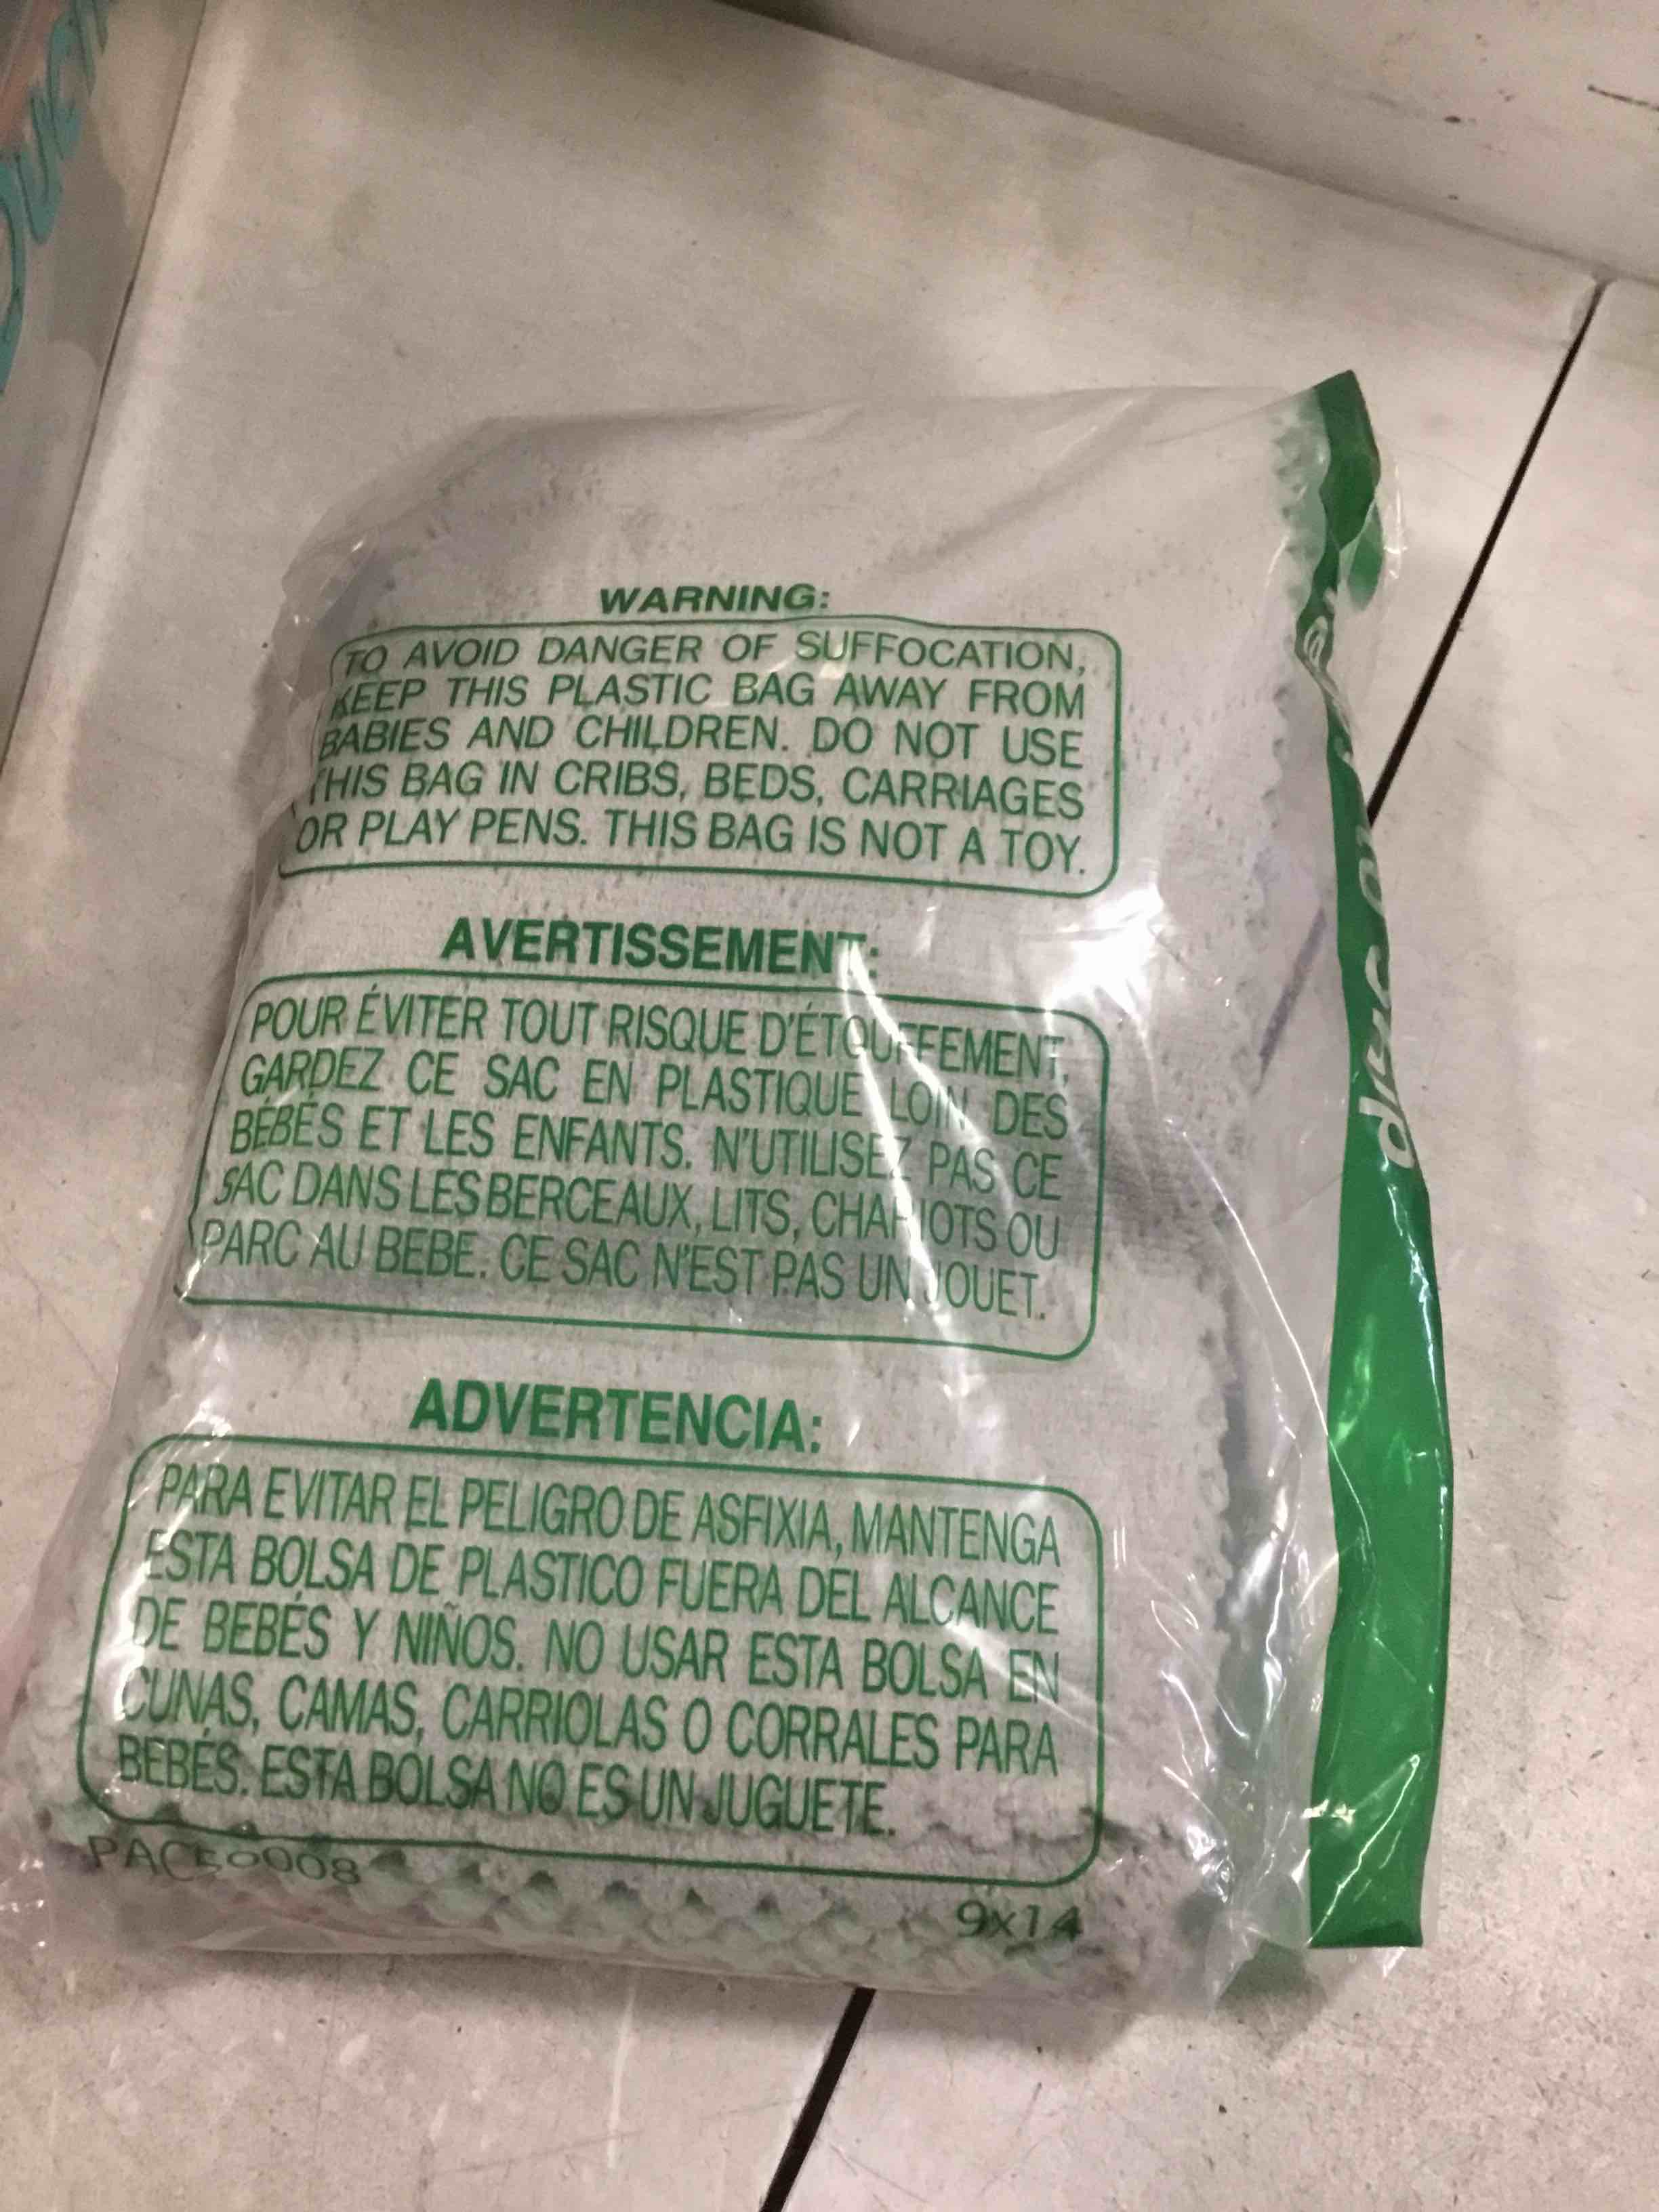 WARNING:
TO AVOID DANGER OF SUFFOCATION,
KEEP THIS PLASTIC BAG AWAY FROM
BABIES AND CHILDREN. DO NOT USE
THIS BAG IN CRIBS, BEDS, CARRIAGES
OR PLAY PENS. THIS BAG IS NOT A TOY.
AVERTISSEMENT:
POUR ÉVITER TOUT RISQUE D'ÉTOUFFEMENT,
GARDEZ CE SAC EN PLASTIQUE LOIN DES
BÉBÉS ET LES ENFANTS. N'UTILISEZ PAS CE
SAC DANS LES BERCEAUX, LITS, CHARIOTS OU
PARC AU BEBE. CE SAC N'EST PAS UN JOUET.
ADVERTENCIA:
PARA EVITAR EL PELIGRO DE ASFIXIA, MANTENGA
ESTA BOLSA DE PLASTICO FUERA DEL ALCANCE
DE BEBÉS Y NIÑOS. NO USAR ESTA BOLSA EN
CUNAS, CAMAS, CARRIOLAS O CORRALES PARA
BEBÉS. ESTA BOLSA NO ES UN JUGUETE.
9x14